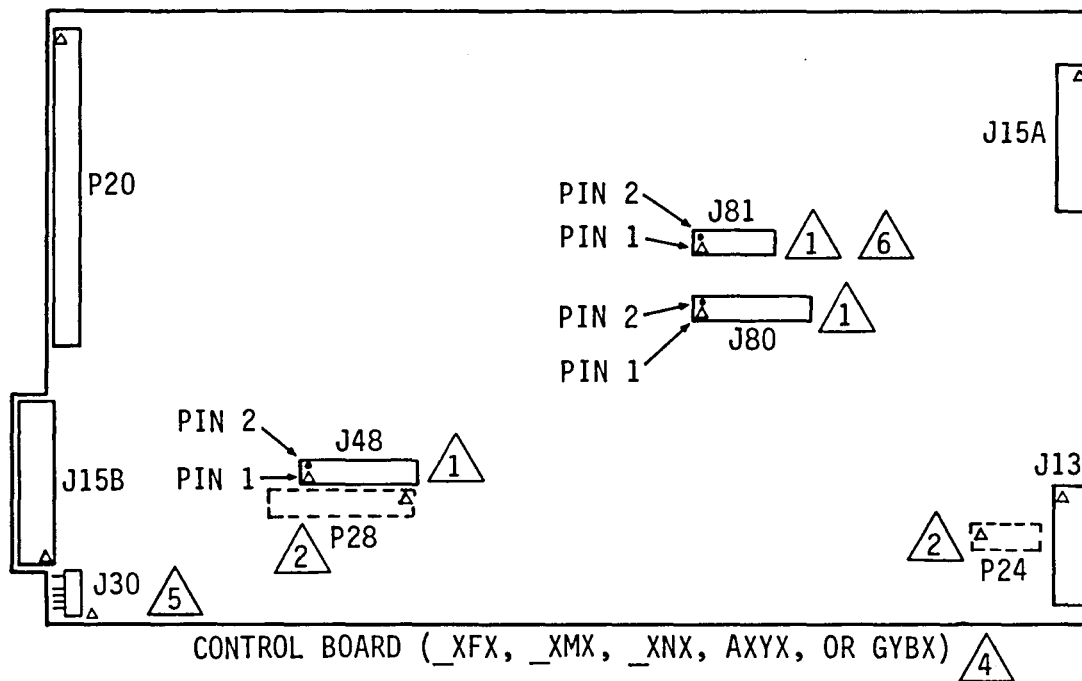 P20
J15A
PIN 2
J81
PIN 1
1
6
PIN 2
J80
1
PIN 1
PIN 2
J48
1
J15B
PIN 1
P28
2
J13
2
P24
J30
5
CONTROL BOARD (_XFX, _XMX, _XNX, AXYX, OR GYBX)
4